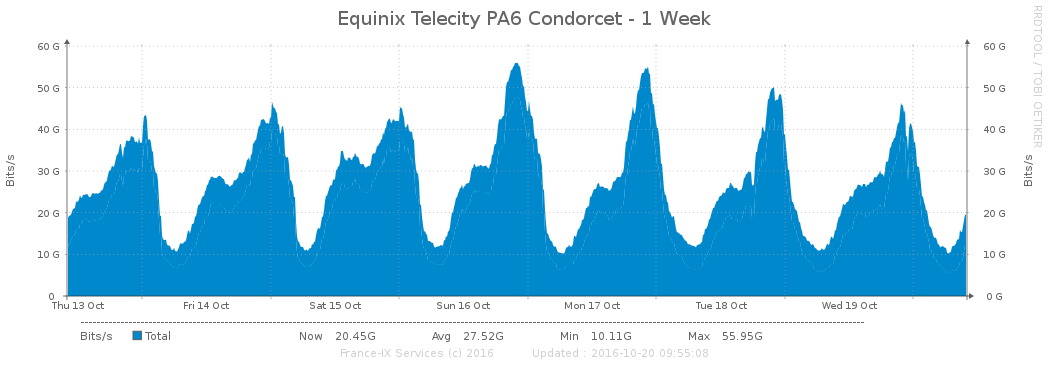 Equinix Telecity PA6 Condorcet - 1 Week
RRDTOOL / TOBI OETIKER
Bits/s
60 G
50 G
40 G
30 G
20 G
10 G
0
60 G
50 G
40 G
30 G
20 G
10 G
0 G
Bits/s
Thu 13 Oct Fri 14 Oct Sat 15 Oct Sun 16 Oct Mon 17 Oct Tue 18 Oct Wed 19 Oct
Bits/s Total Now 20.45G Avg 27.52G Min 10.11G Max 55.95G
France-IX Services (c) 2016 Updated : 2016-10-20 09:55:08